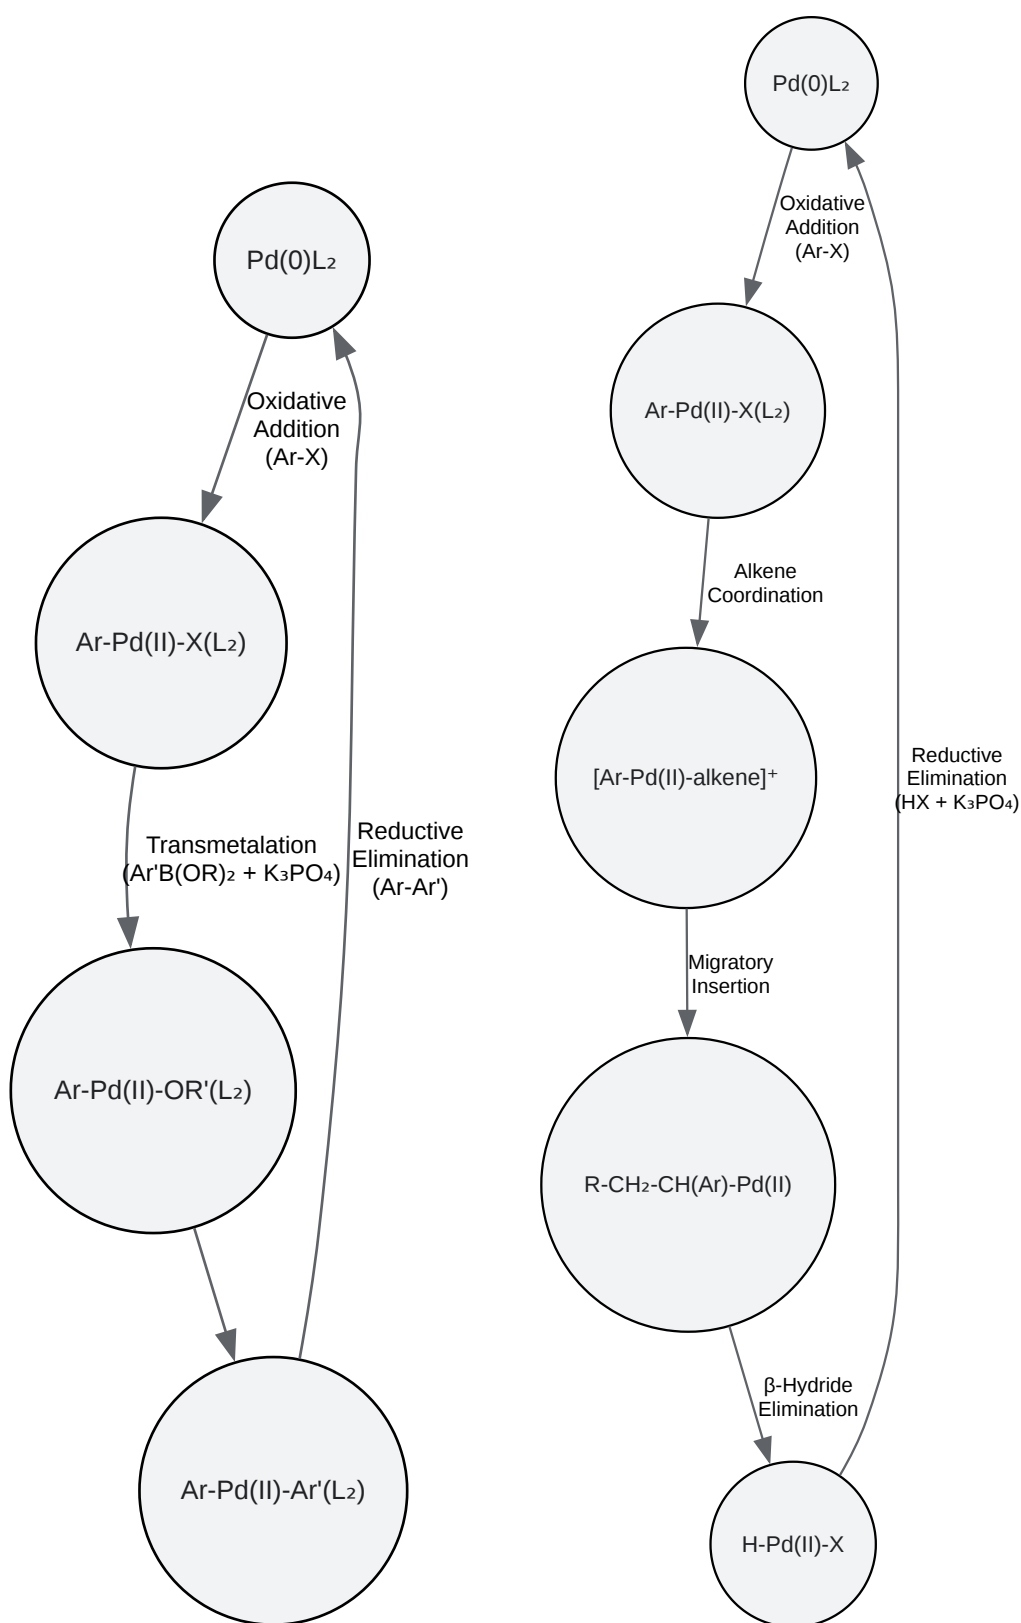 Pd(0)L₂
Oxidative
Addition
(Ar-X)
Ar-Pd(II)-X(L₂)
Transmetalation
(Ar'B(OR)₂ + K₃PO₄)
Reductive
Elimination
(Ar-Ar')
Ar-Pd(II)-OR'(L₂)
Ar-Pd(II)-Ar'(L₂)
Pd(0)L₂
Oxidative
Addition
(Ar-X)
Ar-Pd(II)-X(L₂)
Alkene
Coordination
[Ar-Pd(II)-alkene]⁺
Reductive
Elimination
(HX + K₃PO₄)
Migratory
Insertion
R-CH₂-CH(Ar)-Pd(II)
β-Hydride
Elimination
H-Pd(II)-X